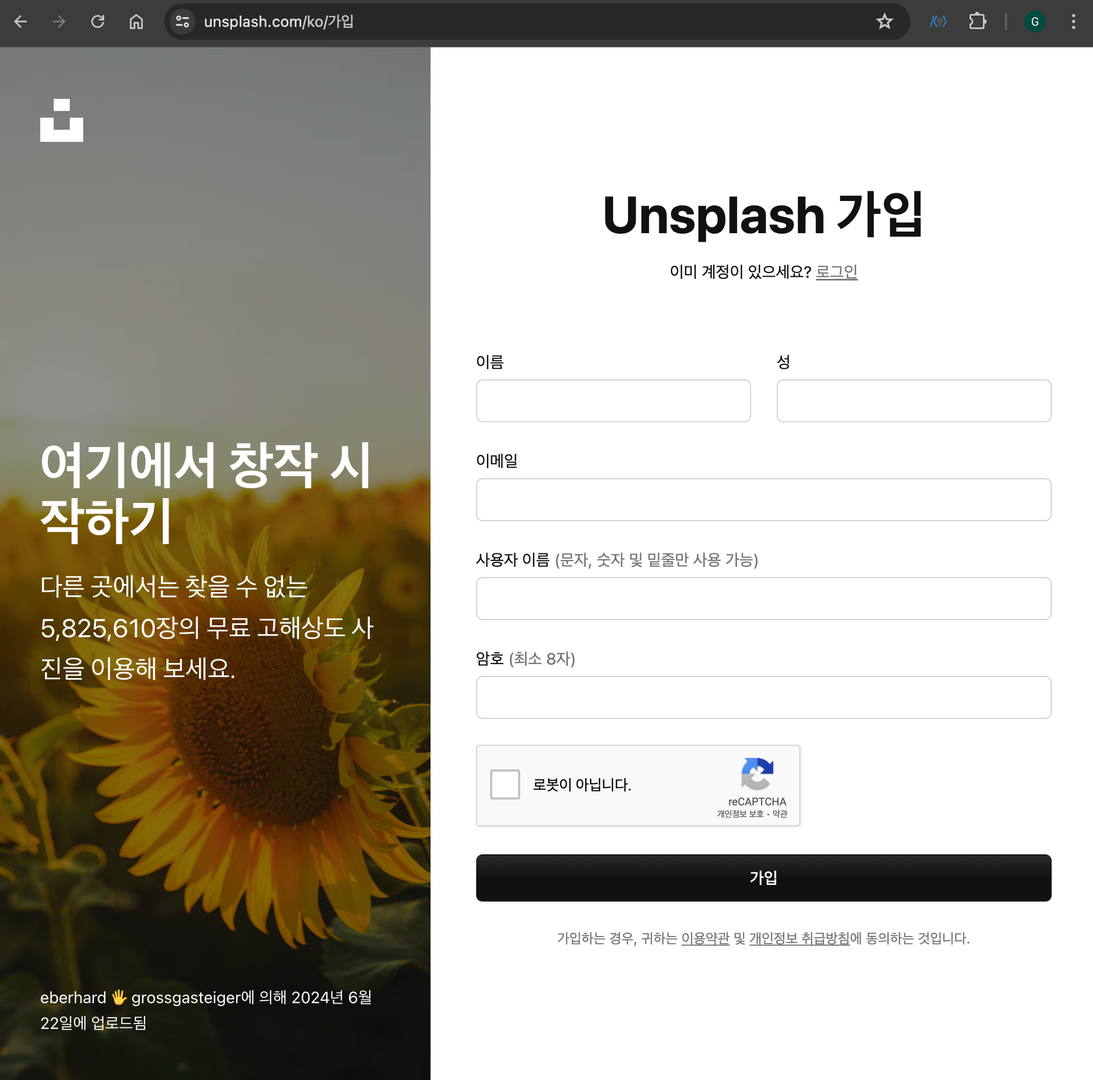 unsplash.com/ko/가입
G
여기에서 창작 시
작하기
다른 곳에서는 찾을 수 없는
5,825,610장의 무료 고해상도 사
진을 이용해 보세요.
eberhard 🖐 grossgasteiger에 의해 2024년 6월
22일에 업로드됨
Unsplash 가입
이미 계정이 있으세요? 로그인
이름
성
이메일
사용자 이름 (문자, 숫자 및 밑줄만 사용 가능)
암호 (최소 8자)
로봇이 아닙니다.
reCAPTCHA
개인정보 보호 - 약관
가입
가입하는 경우, 귀하는 이용약관 및 개인정보 취급방침에 동의하는 것입니다.